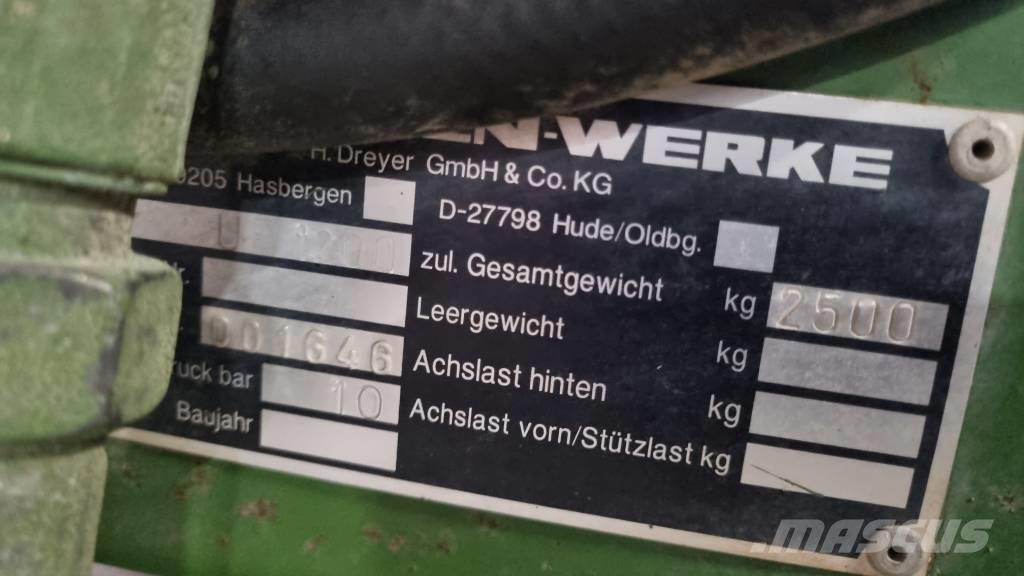 EN-WERKE
H. Dreyer GmbH & Co. KG
205 Hasbergen
D-27798 Hude/Oldbg.
U 1200
zul. Gesamtgewicht kg 2500
Leergewicht kg
001646
Achslast hinten kg
ruck bar 10
Achslast vorn/Stützlast kg
Baujahr
MASCUS